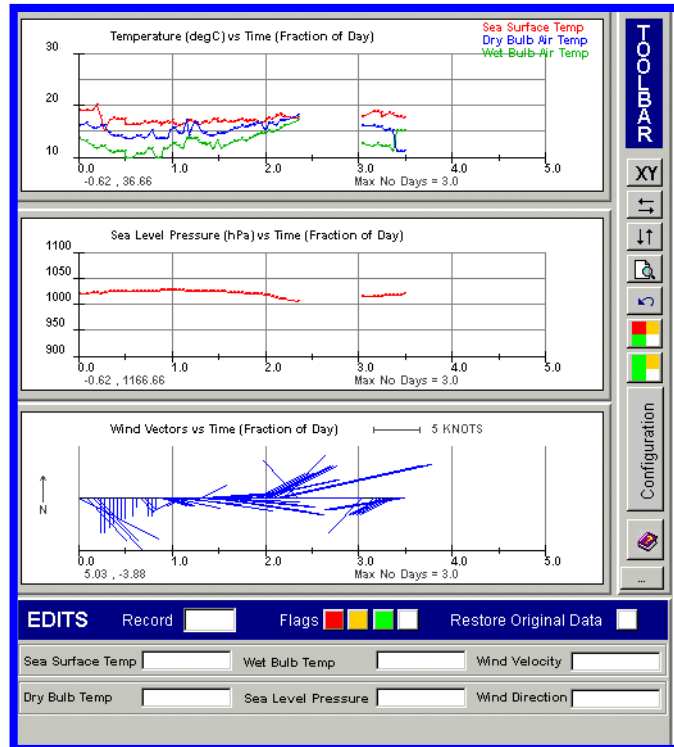 Temperature (degC) vs Time (Fraction of Day)
Sea Surface Temp
Dry Bulb Air Temp
Wet Bulb Air Temp
30
20
10
0.0 1.0 2.0 3.0 4.0 5.0
-0.62 , 36.66 Max No Days = 3.0
Sea Level Pressure (hPa) vs Time (Fraction of Day)
1100
1050
1000
950
900
0.0 1.0 2.0 3.0 4.0 5.0
-0.62 , 1166.66 Max No Days = 3.0
Wind Vectors vs Time (Fraction of Day) 5 KNOTS
N
0.0 1.0 2.0 3.0 4.0 5.0
5.03 , -3.88 Max No Days = 3.0
TOOLBAR
XY
Configuration
...
EDITS Record Flags Restore Original Data
Sea Surface Temp Wet Bulb Temp Wind Velocity
Dry Bulb Temp Sea Level Pressure Wind Direction